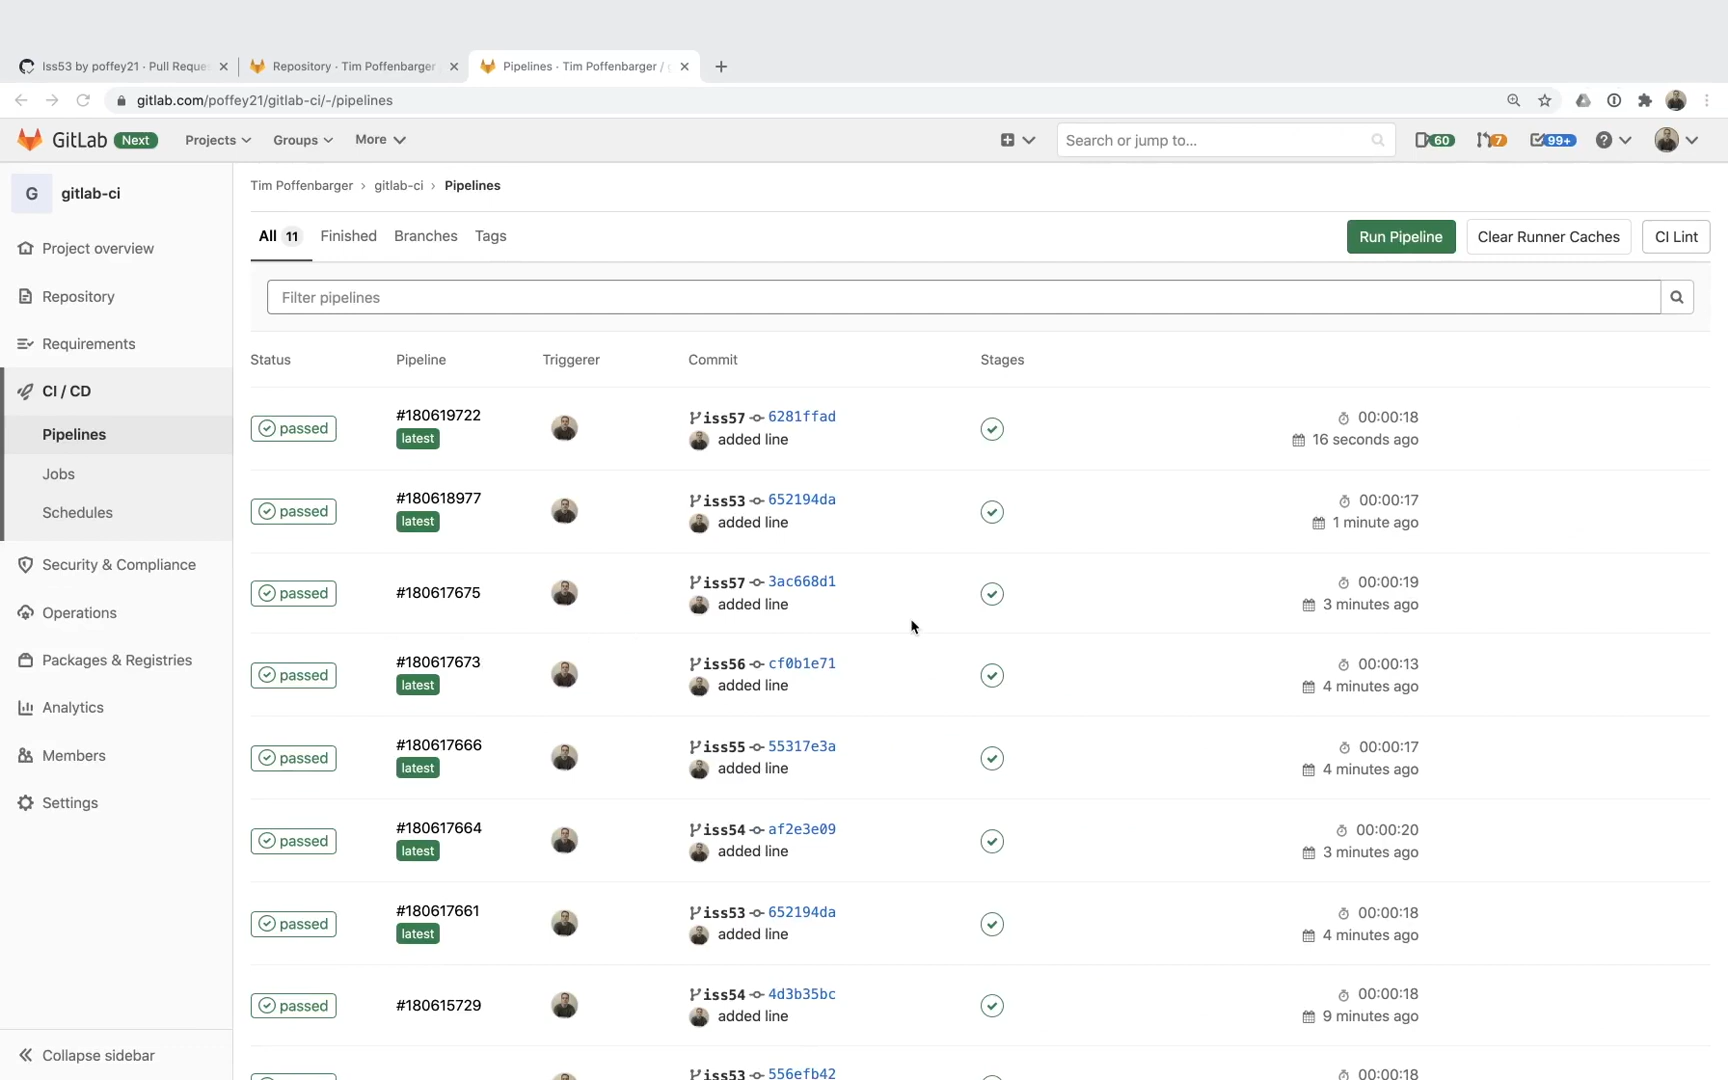 Iss53 by poffey21 · Pull Reque
Repository · Tim Poffenbarger
Pipelines · Tim Poffenbarger / g
gitlab.com/poffey21/gitlab-ci/-/pipelines
GitLab Next Projects Groups More Search or jump to... 60 7 99+
G gitlab-ci
Project overview
Repository
Requirements
CI / CD
Pipelines
Jobs
Schedules
Security & Compliance
Operations
Packages & Registries
Analytics
Members
Settings
Collapse sidebar
Tim Poffenbarger › gitlab-ci › Pipelines
All 11 Finished Branches Tags Run Pipeline Clear Runner Caches CI Lint
Filter pipelines
Status Pipeline Triggerer Commit Stages
passed #180619722 latest iss57 6281ffad 00:00:18
added line 16 seconds ago
passed #180618977 latest iss53 652194da 00:00:17
added line 1 minute ago
passed #180617675 iss57 3ac668d1 00:00:19
added line 3 minutes ago
passed #180617673 latest iss56 cf0b1e71 00:00:13
added line 4 minutes ago
passed #180617666 latest iss55 55317e3a 00:00:17
added line 4 minutes ago
passed #180617664 latest iss54 af2e3e09 00:00:20
added line 3 minutes ago
passed #180617661 latest iss53 652194da 00:00:18
added line 4 minutes ago
passed #180615729 iss54 4d3b35bc 00:00:18
added line 9 minutes ago
iss53 556efb42 00:00:18